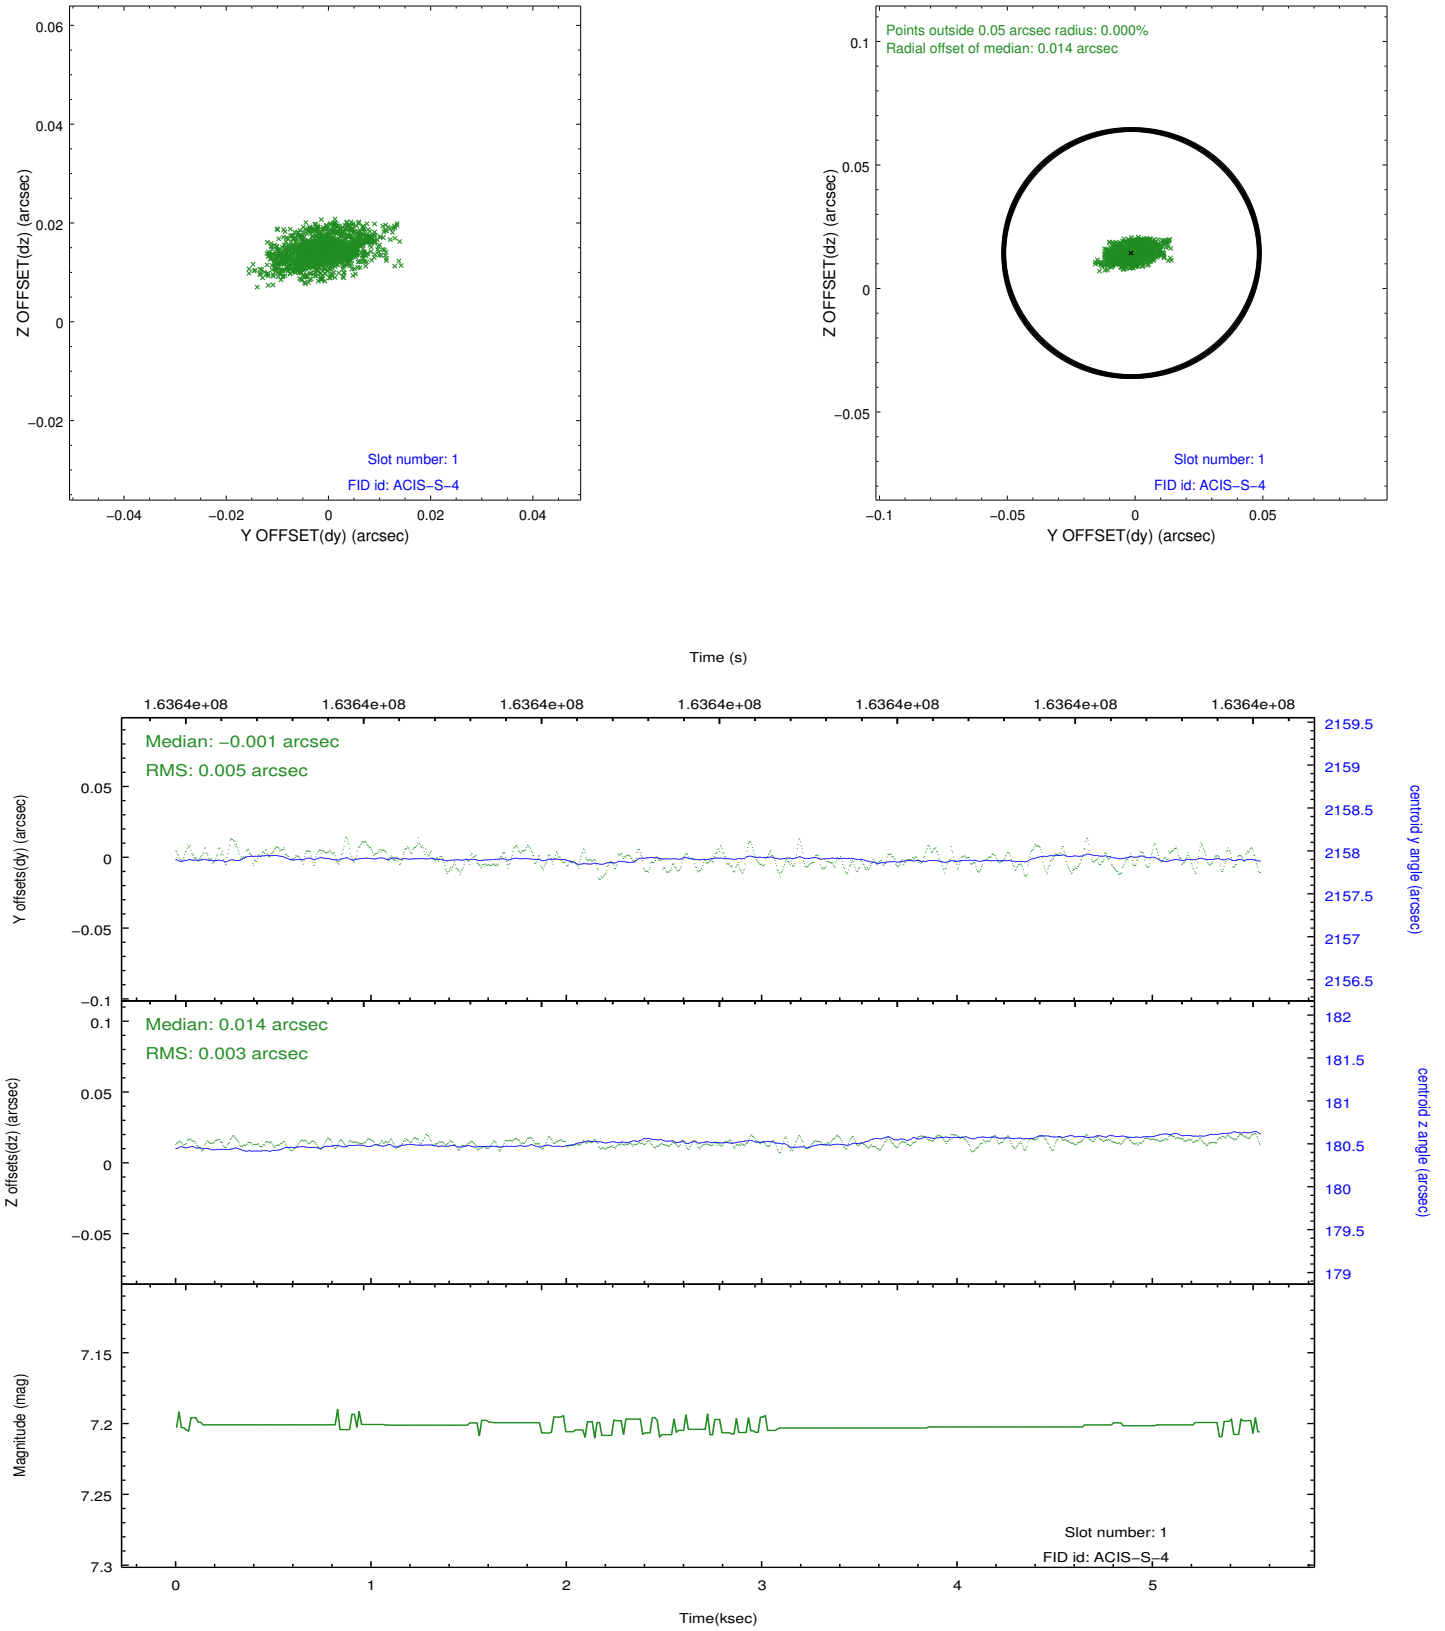 0.06
0.04
0.02
0
−0.02
Z OFFSET(dz) (arcsec)
Slot number: 1
FID id: ACIS−S−4
−0.04
−0.02
0
0.02
0.04
Y OFFSET(dy) (arcsec)
Points outside 0.05 arcsec radius: 0.000%
Radial offset of median: 0.014 arcsec
0.1
0.05
0
−0.05
Z OFFSET(dz) (arcsec)
Slot number: 1
FID id: ACIS−S−4
−0.1
−0.05
0
0.05
Y OFFSET(dy) (arcsec)
Time (s)
1.6364e+08
1.6364e+08
1.6364e+08
1.6364e+08
1.6364e+08
1.6364e+08
1.6364e+08
Median: −0.001 arcsec
RMS: 0.005 arcsec
0.05
0
−0.05
−0.1
Y offsets(dy) (arcsec)
2159.5
2159
2158.5
2158
2157.5
2157
2156.5
centroid y angle (arcsec)
Median: 0.014 arcsec
RMS: 0.003 arcsec
0.1
0.05
0
−0.05
Z offsets(dz) (arcsec)
182
181.5
181
180.5
180
179.5
179
centroid z angle (arcsec)
7.15
7.2
7.25
7.3
Magnitude (mag)
Slot number: 1
FID id: ACIS−S−4
0
1
2
3
4
5
Time(ksec)